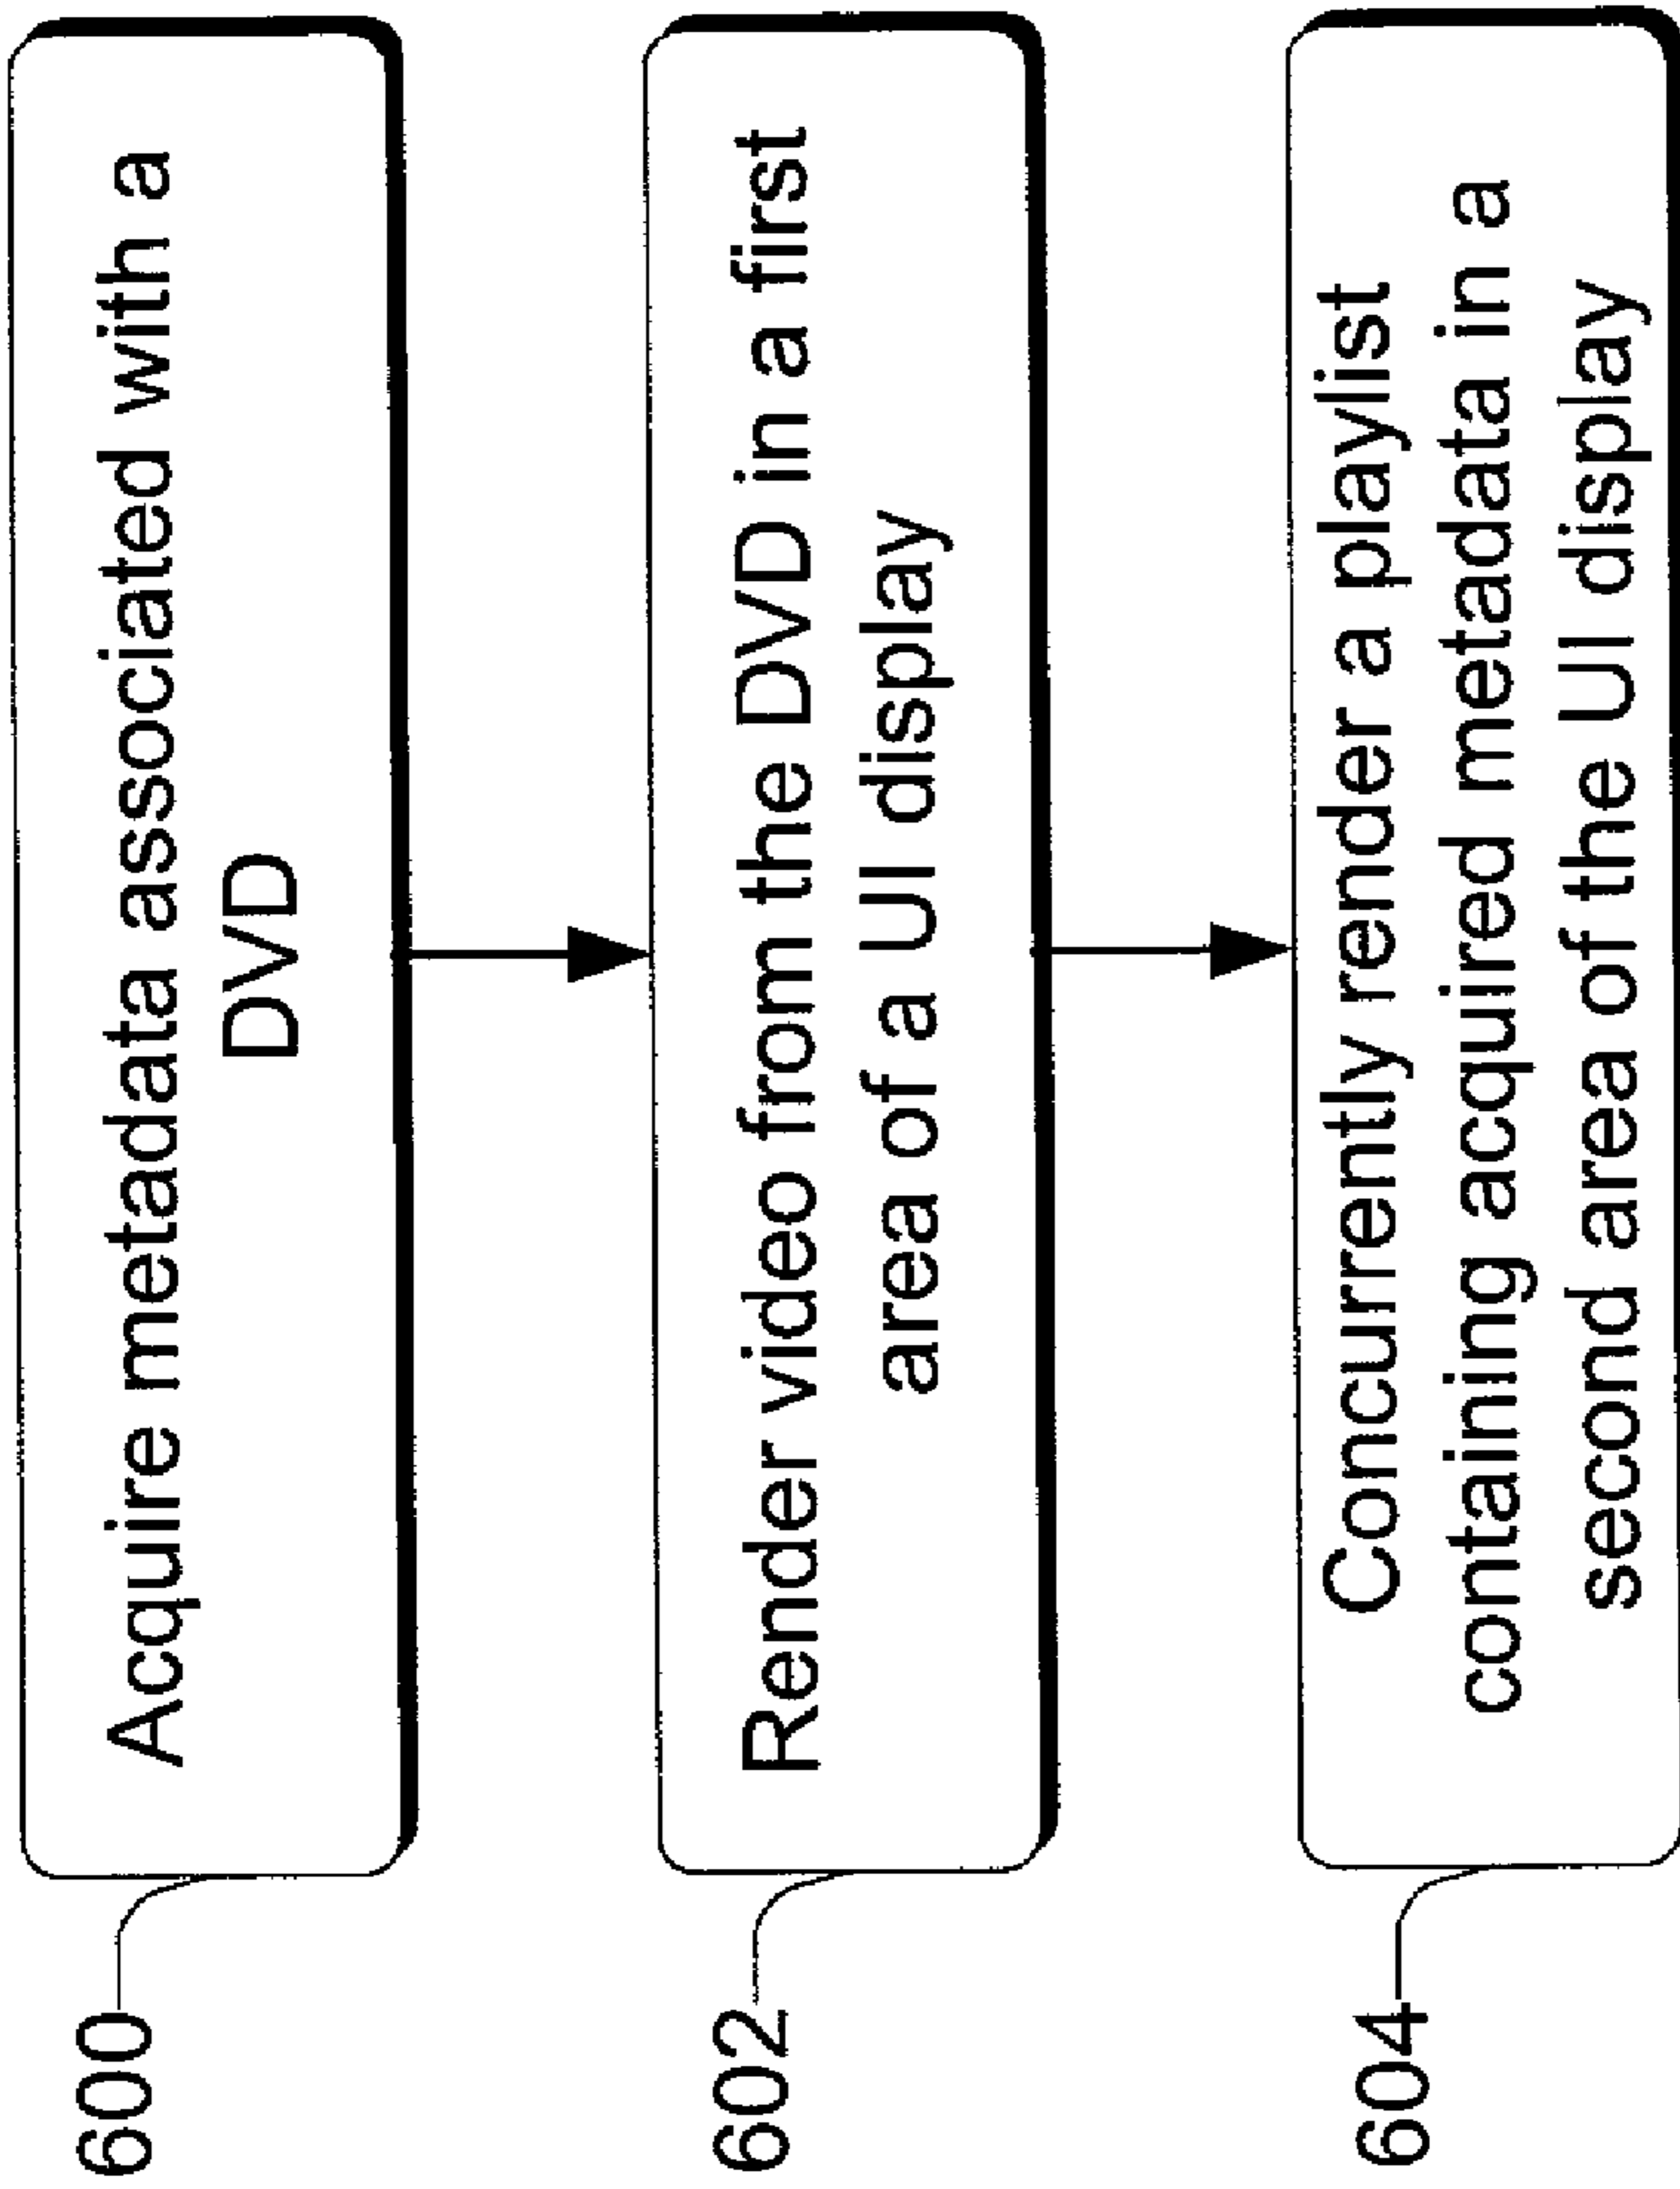 600
Acquire metadata associated with a
DVD
602
Render video from the DVD in a first
area of a UI display
604
Concurrently render a playlist
containing acquired metadata in a
second area of the UI display